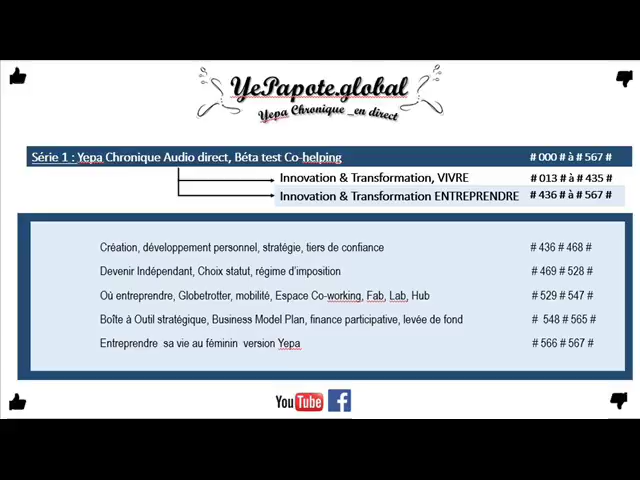 YePapote.global
Yepa Chronique _en direct
Série 1 : Yepa Chronique Audio direct, Béta test Co-helping # 000 # à # 567 #
Innovation & Transformation, VIVRE # 013 # à # 435 #
Innovation & Transformation ENTREPRENDRE # 436 # à # 567 #
Création, développement personnel, stratégie, tiers de confiance # 436 # 468 #
Devenir Indépendant, Choix statut, régime d'imposition # 469 # 528 #
Où entreprendre, Globetrotter, mobilité, Espace Co-working, Fab, Lab, Hub # 529 # 547 #
Boîte à Outil stratégique, Business Model Plan, finance participative, levée de fond # 548 # 565 #
Entreprendre sa vie au féminin version Yepa # 566 # 567 #
You Tube f